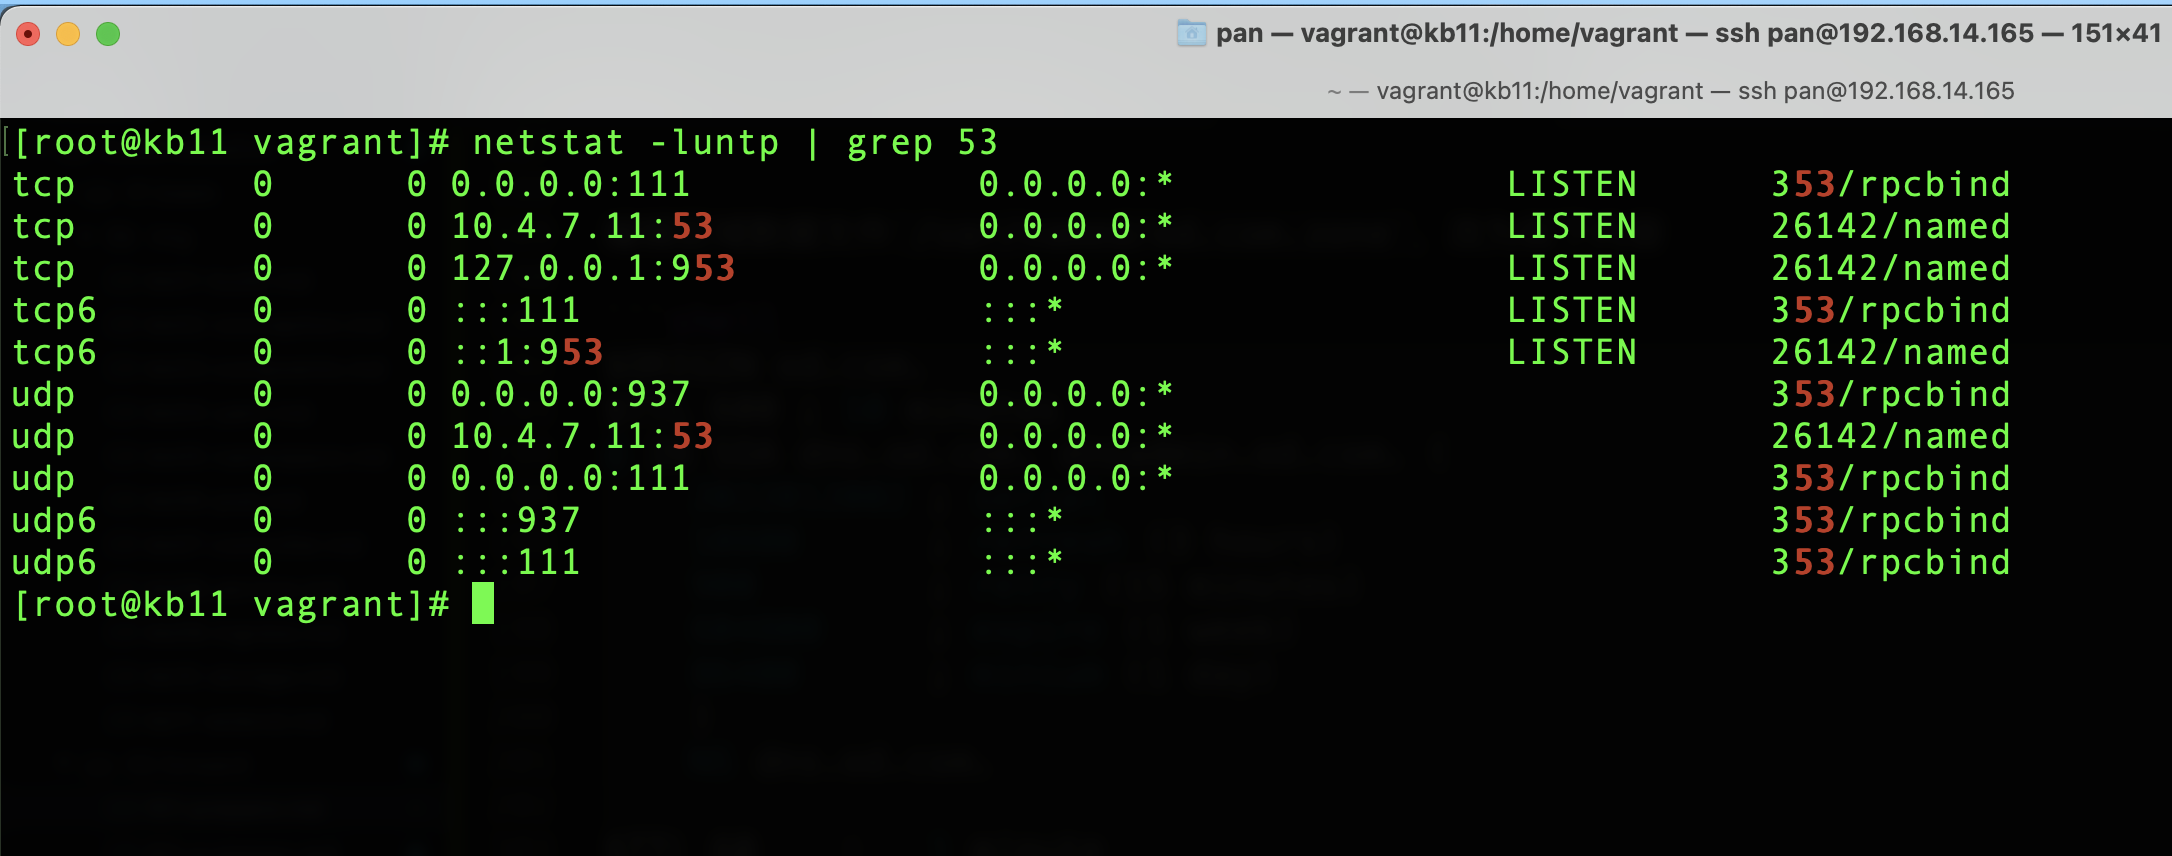 pan — vagrant@kb11:/home/vagrant — ssh pan@192.168.14.165 — 151×41
~ — vagrant@kb11:/home/vagrant — ssh pan@192.168.14.165
[root@kb11 vagrant]# netstat -luntp | grep 53
tcp 0 0 0.0.0.0:111 0.0.0.0:* LISTEN 353/rpcbind
tcp 0 0 10.4.7.11:53 0.0.0.0:* LISTEN 26142/named
tcp 0 0 127.0.0.1:953 0.0.0.0:* LISTEN 26142/named
tcp6 0 0 :::111 :::* LISTEN 353/rpcbind
tcp6 0 0 ::1:953 :::* LISTEN 26142/named
udp 0 0 0.0.0.0:937 0.0.0.0:* 353/rpcbind
udp 0 0 10.4.7.11:53 0.0.0.0:* 26142/named
udp 0 0 0.0.0.0:111 0.0.0.0:* 353/rpcbind
udp6 0 0 :::937 :::* 353/rpcbind
udp6 0 0 :::111 :::* 353/rpcbind
[root@kb11 vagrant]#